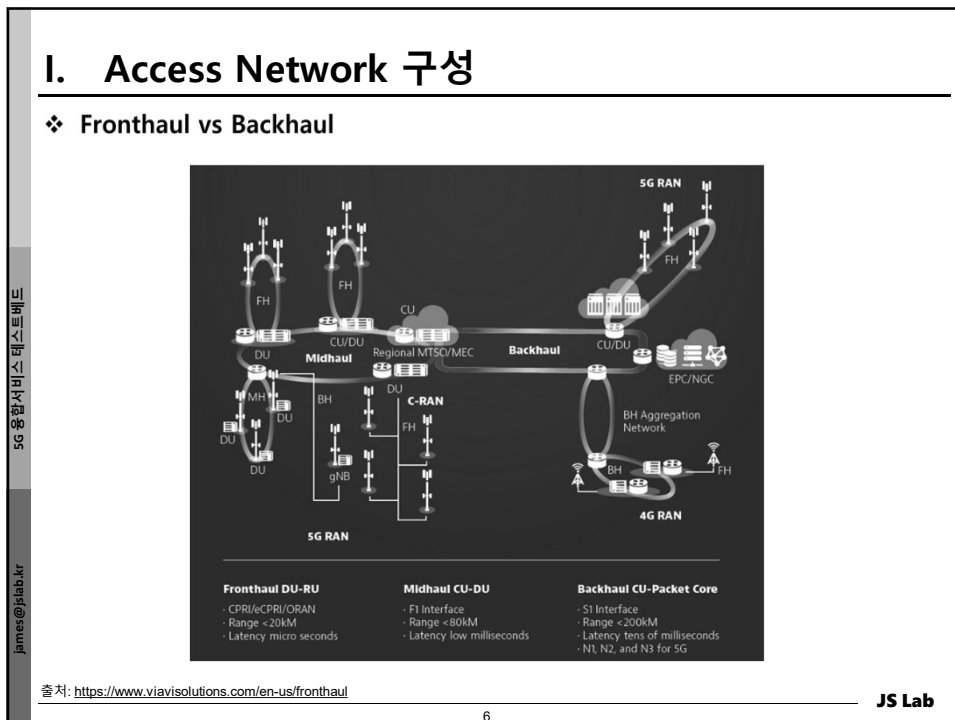 I. Access Network 구성
❖ Fronthaul vs Backhaul
5G RAN
FH
FH
FH
CU
DU
CU/DU
Regional MTSO/MEC
Midhaul
Backhaul
CU/DU
EPC/NGC
MH
BH
DU
C-RAN
FH
DU
DU
DU
gNB
BH Aggregation
Network
BH
FH
4G RAN
5G RAN
Fronthaul DU-RU
· CPRI/eCPRI/ORAN
· Range <20kM
· Latency micro seconds
Midhaul CU-DU
· F1 Interface
· Range <80kM
· Latency low milliseconds
Backhaul CU-Packet Core
· S1 Interface
· Range <200kM
· Latency tens of milliseconds
· N1, N2, and N3 for 5G
5G 융합서비스 테스트베드
james@jslab.kr
출처: https://www.viavisolutions.com/en-us/fronthaul
JS Lab
6